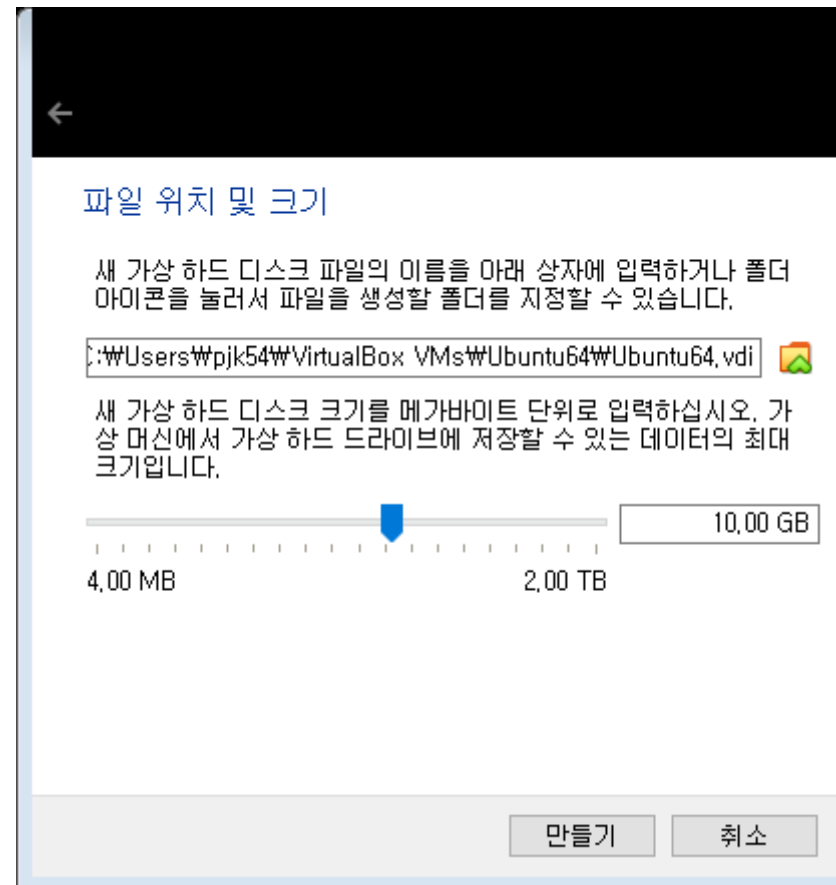 파일 위치 및 크기
새 가상 하드 디스크 파일의 이름을 아래 상자에 입력하거나 폴더
아이콘을 눌러서 파일을 생성할 폴더를 지정할 수 있습니다.
C:₩Users₩pjk54₩VirtualBox VMs₩Ubuntu64₩Ubuntu64.vdi
새 가상 하드 디스크 크기를 메가바이트 단위로 입력하십시오. 가
상 머신에서 가상 하드 드라이브에 저장할 수 있는 데이터의 최대
크기입니다.
10,00 GB
4,00 MB 2,00 TB
만들기 취소